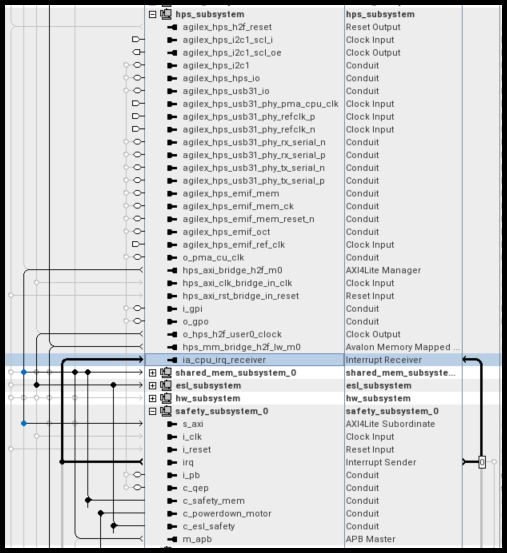 hps_subsystem hps_subsystem
agilex_hps_h2f_reset Reset Output
agilex_hps_i2c1_scl_i Clock Input
agilex_hps_i2c1_scl_oe Clock Output
agilex_hps_i2c1 Conduit
agilex_hps_hps_io Conduit
agilex_hps_usb31_io Conduit
agilex_hps_usb31_phy_pma_cpu_clk Clock Input
agilex_hps_usb31_phy_refclk_p Clock Input
agilex_hps_usb31_phy_refclk_n Clock Input
agilex_hps_usb31_phy_rx_serial_n Conduit
agilex_hps_usb31_phy_rx_serial_p Conduit
agilex_hps_usb31_phy_tx_serial_n Conduit
agilex_hps_usb31_phy_tx_serial_p Conduit
agilex_hps_emif_mem Conduit
agilex_hps_emif_mem_ck Conduit
agilex_hps_emif_mem_reset_n Conduit
agilex_hps_emif_oct Conduit
agilex_hps_emif_ref_clk Clock Input
o_pma_cu_clk Conduit
hps_axi_bridge_h2f_m0 AXI4Lite Manager
hps_axi_clk_bridge_in_clk Clock Input
hps_axi_rst_bridge_in_reset Reset Input
i_gpi Conduit
o_gpo Conduit
o_hps_h2f_user0_clock Clock Output
hps_mm_bridge_h2f_lw_m0 Avalon Memory Mapped ...
ia_cpu_irq_receiver Interrupt Receiver
shared_mem_subsystem_0 shared_mem_subsyste...
esl_subsystem esl_subsystem
hw_subsystem hw_subsystem
safety_subsystem_0 safety_subsystem_0
s_axi AXI4Lite Subordinate
i_clk Clock Input
i_reset Reset Input
irq Interrupt Sender
i_pb Conduit
c_qep Conduit
c_safety_mem Conduit
c_powerdown_motor Conduit
c_esl_safety Conduit
m_apb APB Master